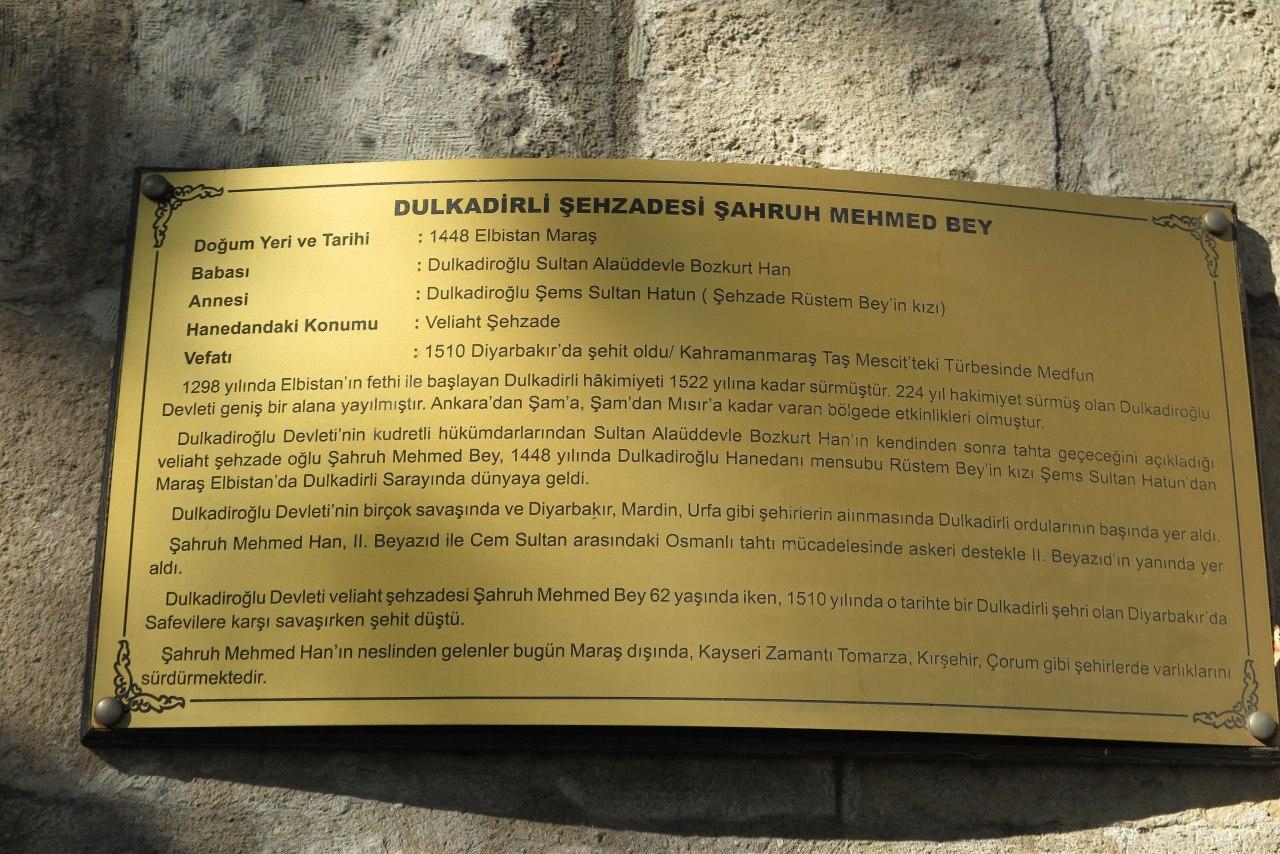 DULKADİRLİ ŞEHZADESİ ŞAHRUH MEHMED BEY
Doğum Yeri ve Tarihi : 1448 Elbistan Maraş
Babası : Dulkadiroğlu Sultan Alaüddevle Bozkurt Han
Annesi : Dulkadiroğlu Şems Sultan Hatun ( Şehzade Rüstem Bey'in kızı)
Hanedandaki Konumu : Veliaht Şehzade
Vefatı : 1510 Diyarbakır'da şehit oldu/ Kahramanmaraş Taş Mescit'teki Türbesinde Medfun
1298 yılında Elbistan'ın fethi ile başlayan Dulkadirli hâkimiyeti 1522 yılına kadar sürmüştür. 224 yıl hakimiyet sürmüş olan Dulkadiroğlu
Devleti geniş bir alana yayılmıştır. Ankara'dan Şam'a, Şam'dan Mısır'a kadar varan bölgede etkinlikleri olmuştur.
Dulkadiroğlu Devleti'nin kudretli hükümdarlarından Sultan Alaüddevle Bozkurt Han'ın kendinden sonra tahta geçeceğini açıkladığı
veliaht şehzade oğlu Şahruh Mehmed Bey, 1448 yılında Dulkadiroğlu Hanedanı mensubu Rüstem Bey'in kızı Şems Sultan Hatun'dan
Maraş Elbistan'da Dulkadirli Sarayında dünyaya geldi.
Dulkadiroğlu Devleti'nin birçok savaşında ve Diyarbakır, Mardin, Urfa gibi şehirlerin alınmasında Dulkadirli ordularının başında yer aldı.
Şahruh Mehmed Han, II. Beyazıd ile Cem Sultan arasındaki Osmanlı tahtı mücadelesinde askeri destekle II. Beyazıd'ın yanında yer
aldı.
Dulkadiroğlu Devleti veliaht şehzadesi Şahruh Mehmed Bey 62 yaşında iken, 1510 yılında o tarihte bir Dulkadirli şehri olan Diyarbakır'da
Safevilere karşı savaşırken şehit düştü.
Şahruh Mehmed Han'ın neslinden gelenler bugün Maraş dışında, Kayseri Zamantı Tomarza, Kırşehir, Çorum gibi şehirlerde varlıklarını
sürdürmektedir.